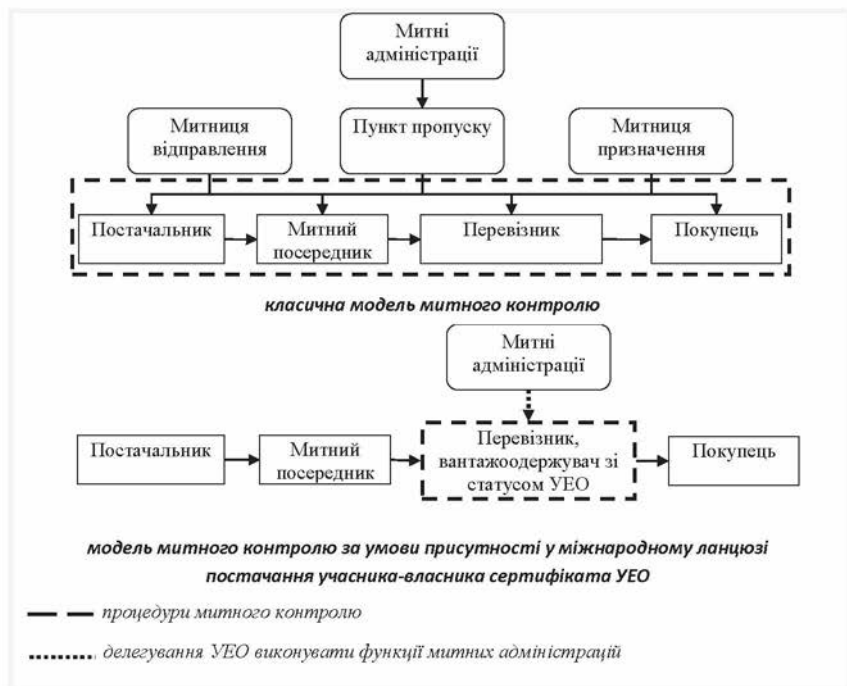 Митні
адміністрації
Митниця
відправлення
Пункт пропуску
Митниця
призначення
Постачальник
Митний
посередник
Перевізник
Покупець
класична модель митного контролю
Митні
адміністрації
Постачальник
Митний
посередник
Перевізник,
вантажоодержувач зі
статусом УЕО
Покупець
модель митного контролю за умови присутності у міжнародному ланцюзі
постачання учасника-власника сертифіката УЕО
процедури митного контролю
делегування УЕО виконувати функції митних адміністрацій